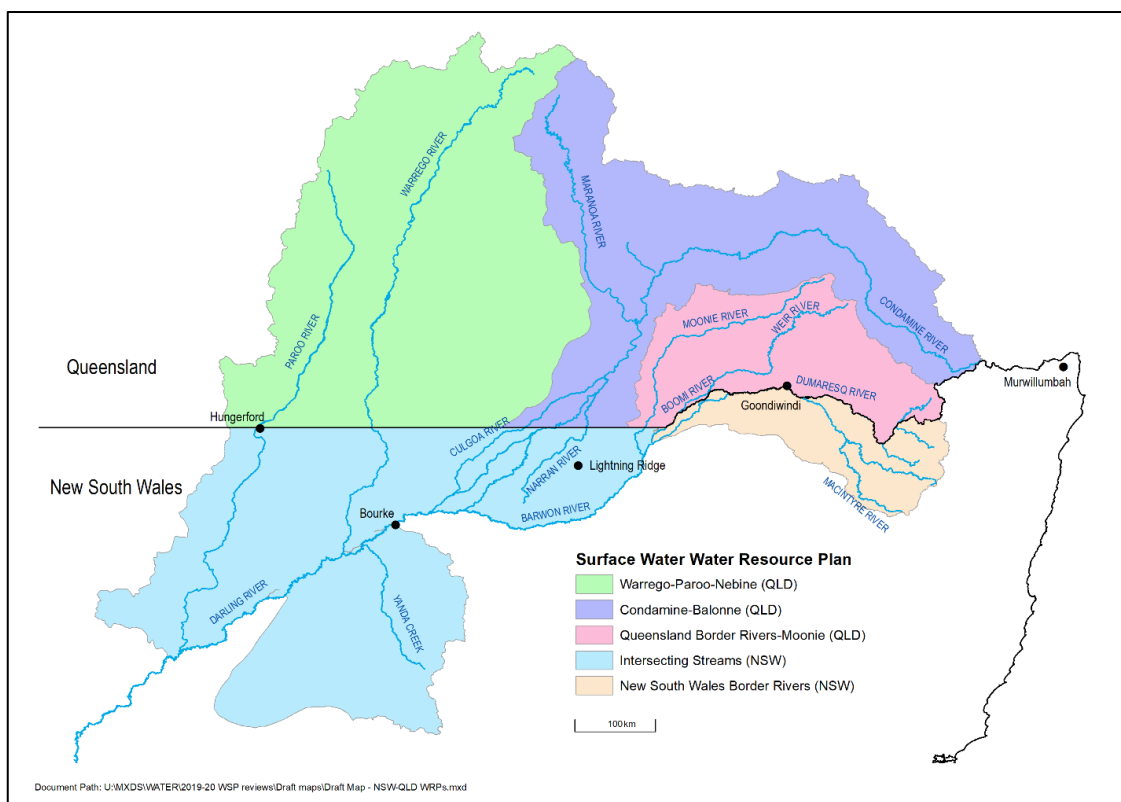 WARREGO RIVER
MARANOA RIVER
PAROO RIVER
CONDAMINE RIVER
MOONIE RIVER
WEIR RIVER
Queensland
Murwillumbah
DUMARESQ RIVER
BOOMI RIVER
Goondiwindi
Hungerford
CULGOA RIVER
Lightning Ridge
NARRAN RIVER
New South Wales
MACINTYRE RIVER
Bourke
BARWON RIVER
DARLING RIVER
YANDA CREEK
Surface Water Water Resource Plan
Warrego-Paroo-Nebine (QLD)
Condamine-Balonne (QLD)
Queensland Border Rivers-Moonie (QLD)
Intersecting Streams (NSW)
New South Wales Border Rivers (NSW)
100km
Document Path: U:\MXDS\WATER\2019-20 WSP reviews\Draft maps\Draft Map - NSW-QLD WRPs.mxd